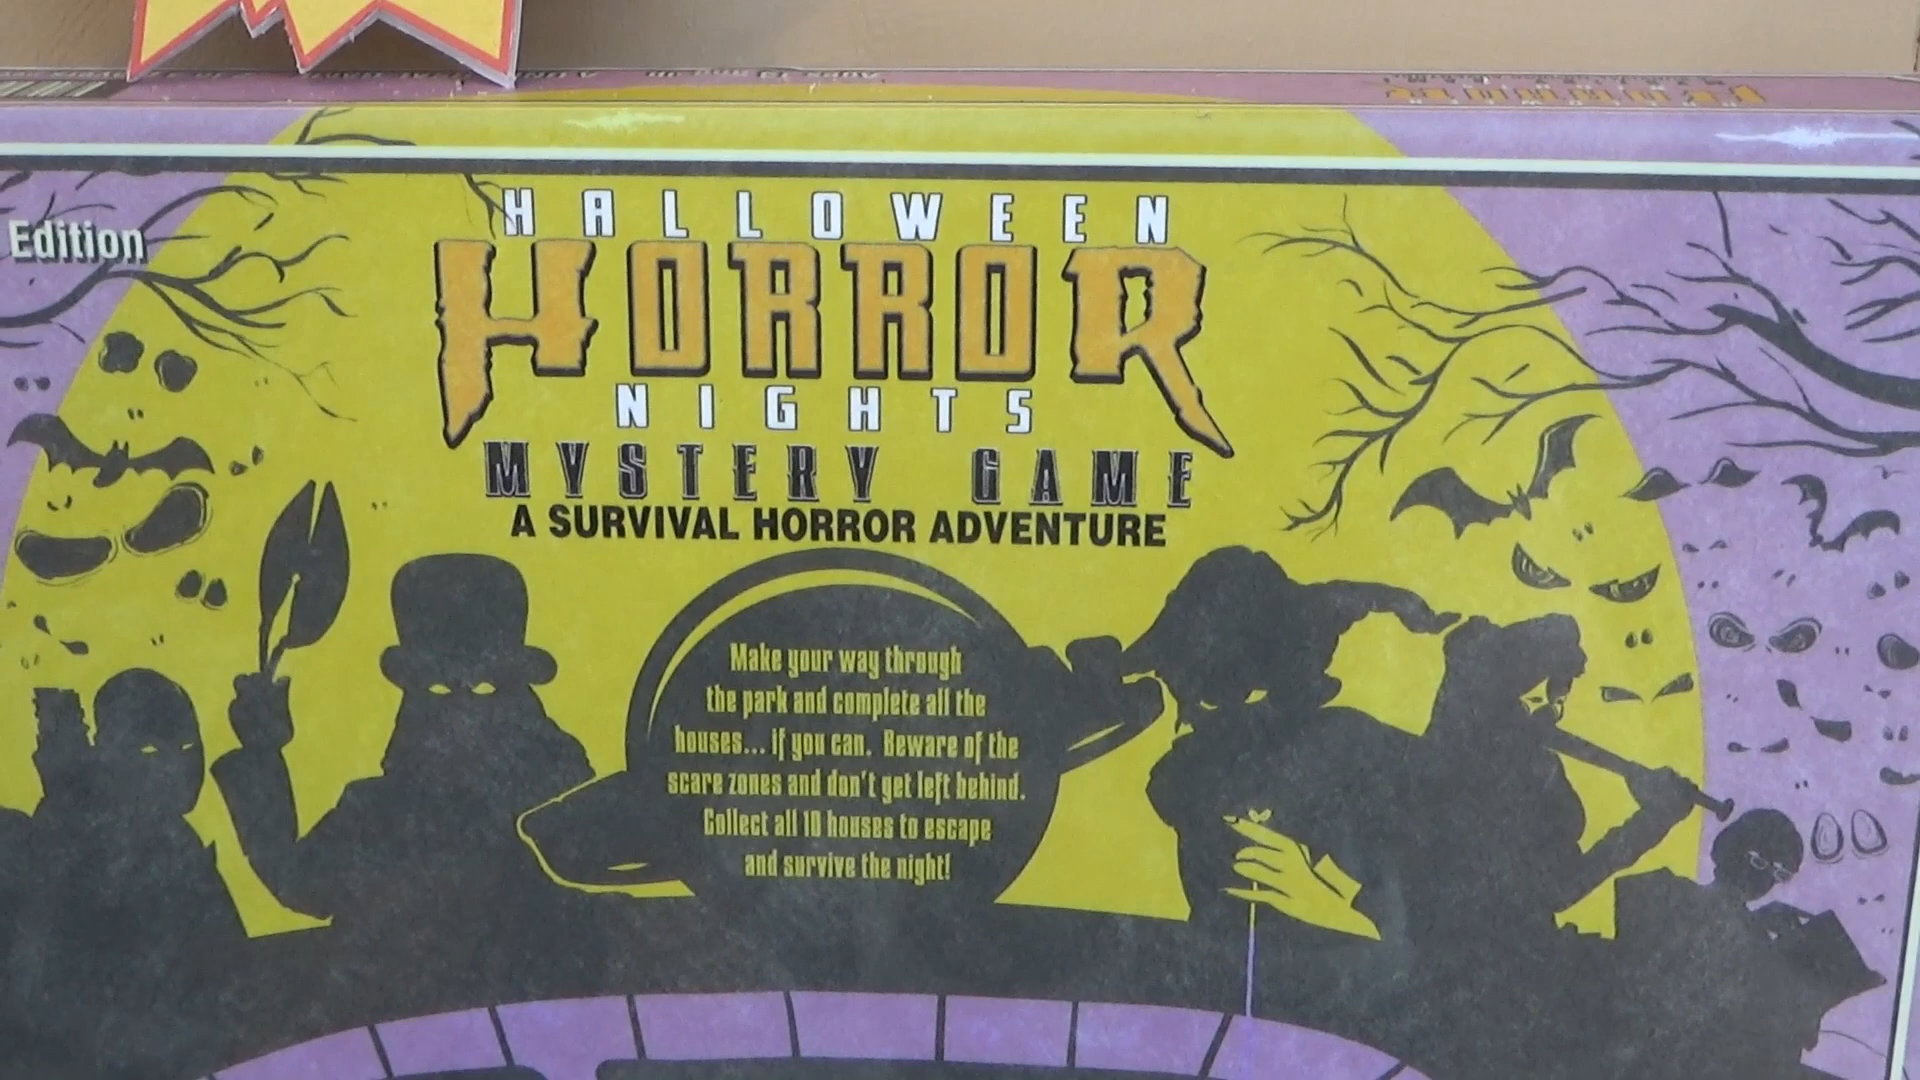 Edition
HALLOWEEN
HORROR
NIGHTS
MYSTERY GAME
A SURVIVAL HORROR ADVENTURE
Make your way through
the park and complete all the
houses... if you can. Beware of the
scare zones and don't get left behind.
Collect all 10 houses to escape
and survive the night!